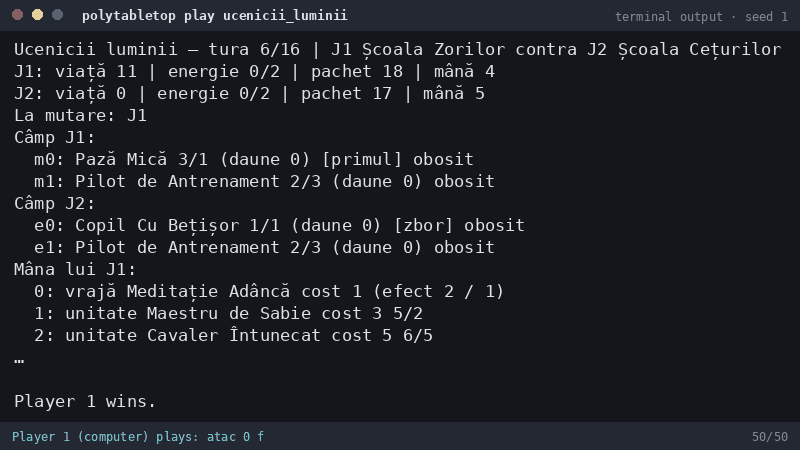 polytabletop play ucenicii_luminii
terminal output · seed 1
Ucenicii luminii — tura 6/16 | J1 Școala Zorilor contra J2 Școala Cețurilor
J1: viață 11 | energie 0/2 | pachet 18 | mână 4
J2: viață 0 | energie 0/2 | pachet 17 | mână 5
La mutare: J1
Câmp J1:
m0: Pază Mică 3/1 (daune 0) [primul] obosit
m1: Pilot de Antrenament 2/3 (daune 0) obosit
Câmp J2:
e0: Copil Cu Bețișor 1/1 (daune 0) [zbor] obosit
e1: Pilot de Antrenament 2/3 (daune 0) obosit
Mâna lui J1:
0: vrajă Meditație Adâncă cost 1 (efect 2 / 1)
1: unitate Maestru de Sabie cost 3 5/2
2: unitate Cavaler Întunecat cost 5 6/5
…
Player 1 wins.
Player 1 (computer) plays: atac 0 f
50/50